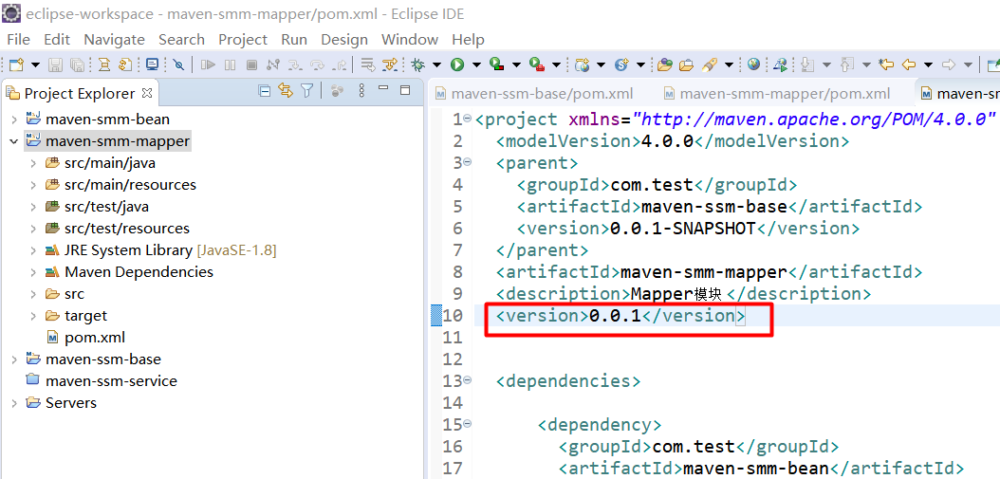 eclipse-workspace - maven-smm-mapper/pom.xml - Eclipse IDE
File Edit Navigate Search Project Run Design Window Help
Project Explorer
maven-smm-bean
maven-smm-mapper
src/main/java
src/main/resources
src/test/java
src/test/resources
JRE System Library [JavaSE-1.8]
Maven Dependencies
src
target
pom.xml
maven-ssm-base
maven-ssm-service
Servers
maven-ssm-base/pom.xml maven-smm-mapper/pom.xml maven-sm
1 <project xmlns="http://maven.apache.org/POM/4.0.0"
2 <modelVersion>4.0.0</modelVersion>
3 <parent>
4 <groupId>com.test</groupId>
5 <artifactId>maven-ssm-base</artifactId>
6 <version>0.0.1-SNAPSHOT</version>
7 </parent>
8 <artifactId>maven-smm-mapper</artifactId>
9 <description>Mapper模块</description>
10 <version>0.0.1</version>
11
12
13 <dependencies>
14
15 <dependency>
16 <groupId>com.test</groupId>
17 <artifactId>maven-smm-bean</artifactId>